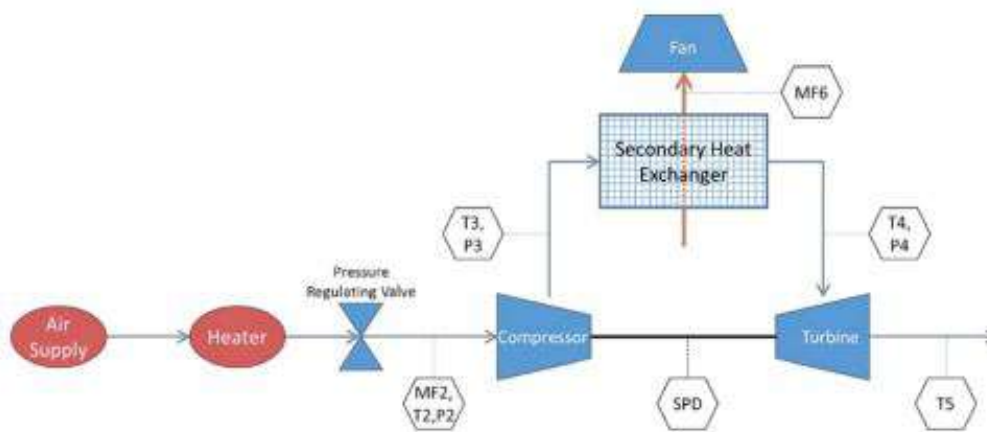 Fan
MF6
Secondary Heat
Exchanger
T3,
P3
T4,
P4
Pressure
Regulating Valve
Air
Supply
Heater
Compressor
Turbine
MF2,
T2,P2
SPD
T5